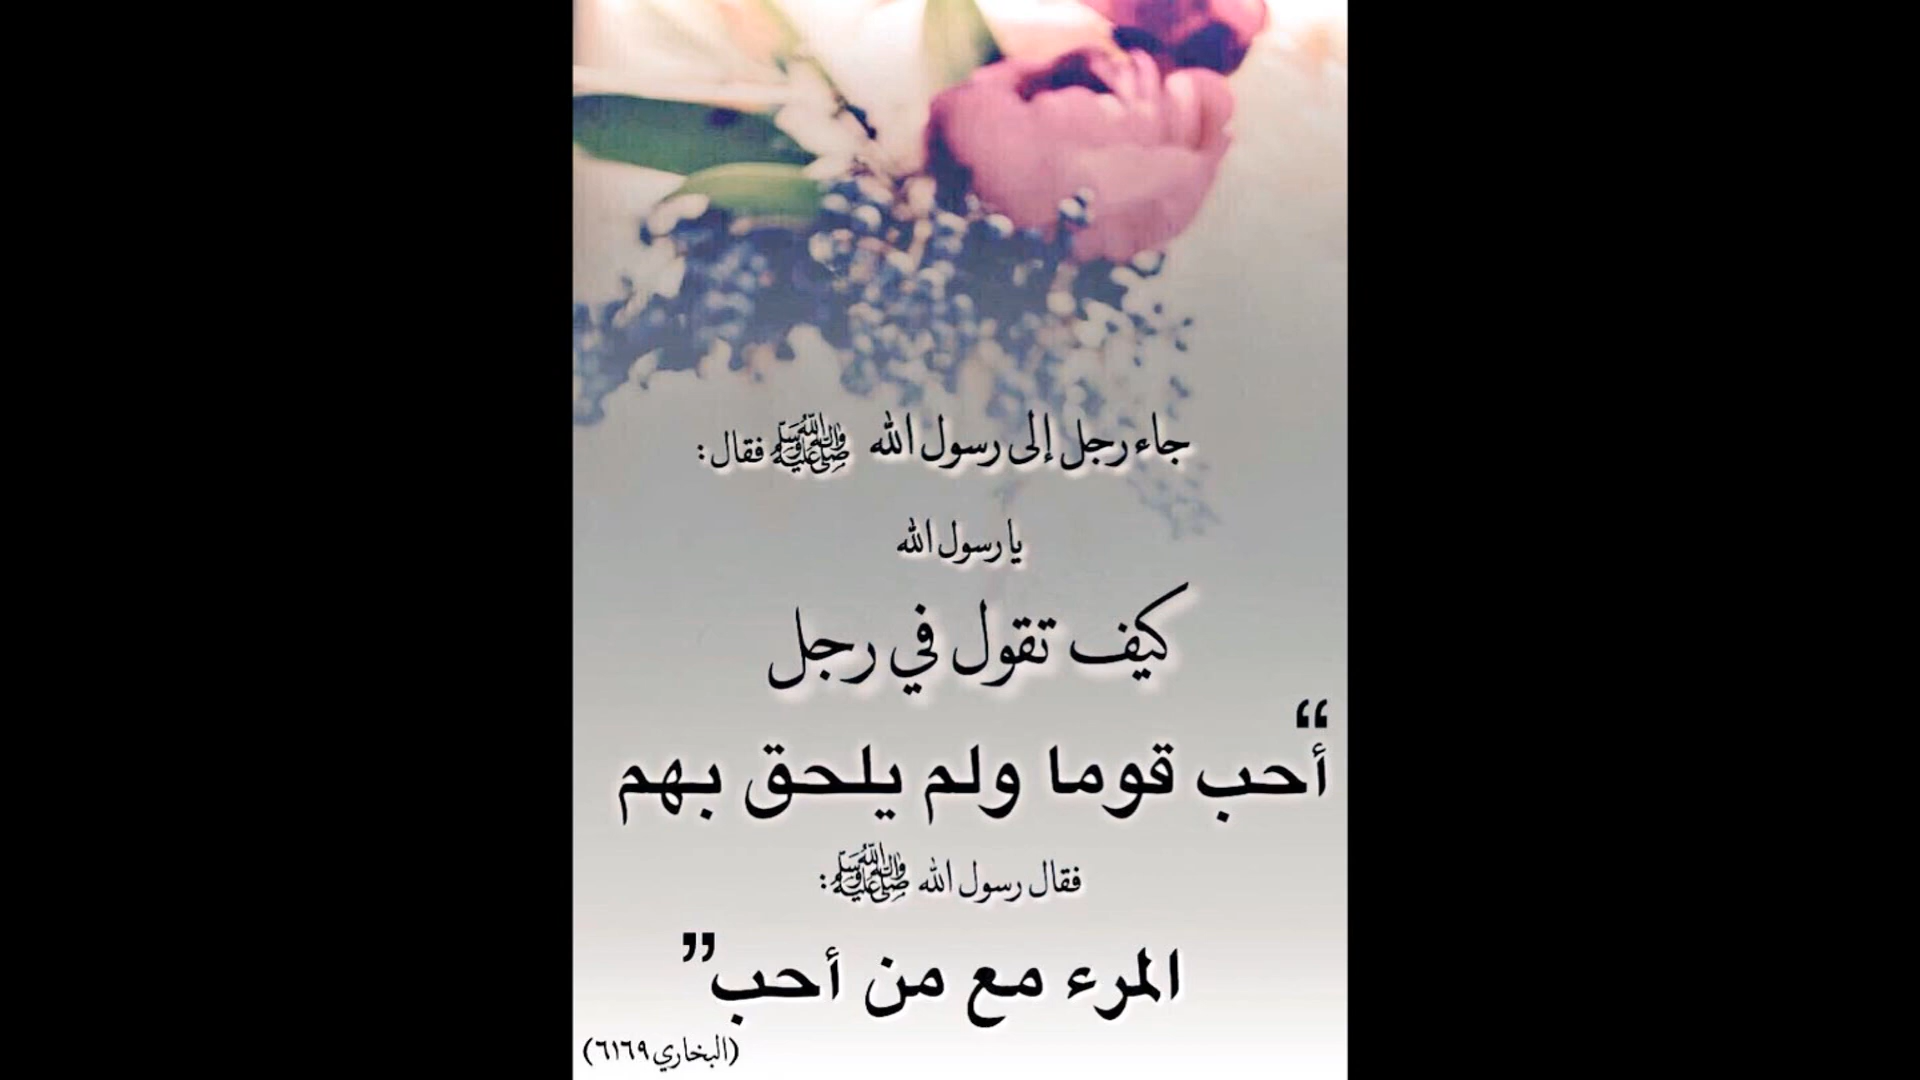 جاء رجل إلى رسول الله ﷺ فقال:
يا رسول الله
كيف تقول في رجل
“أحب قوما ولم يلحق بهم
فقال رسول الله ﷺ:
المرء مع من أحب”
(البخاري ٦١٦٩)